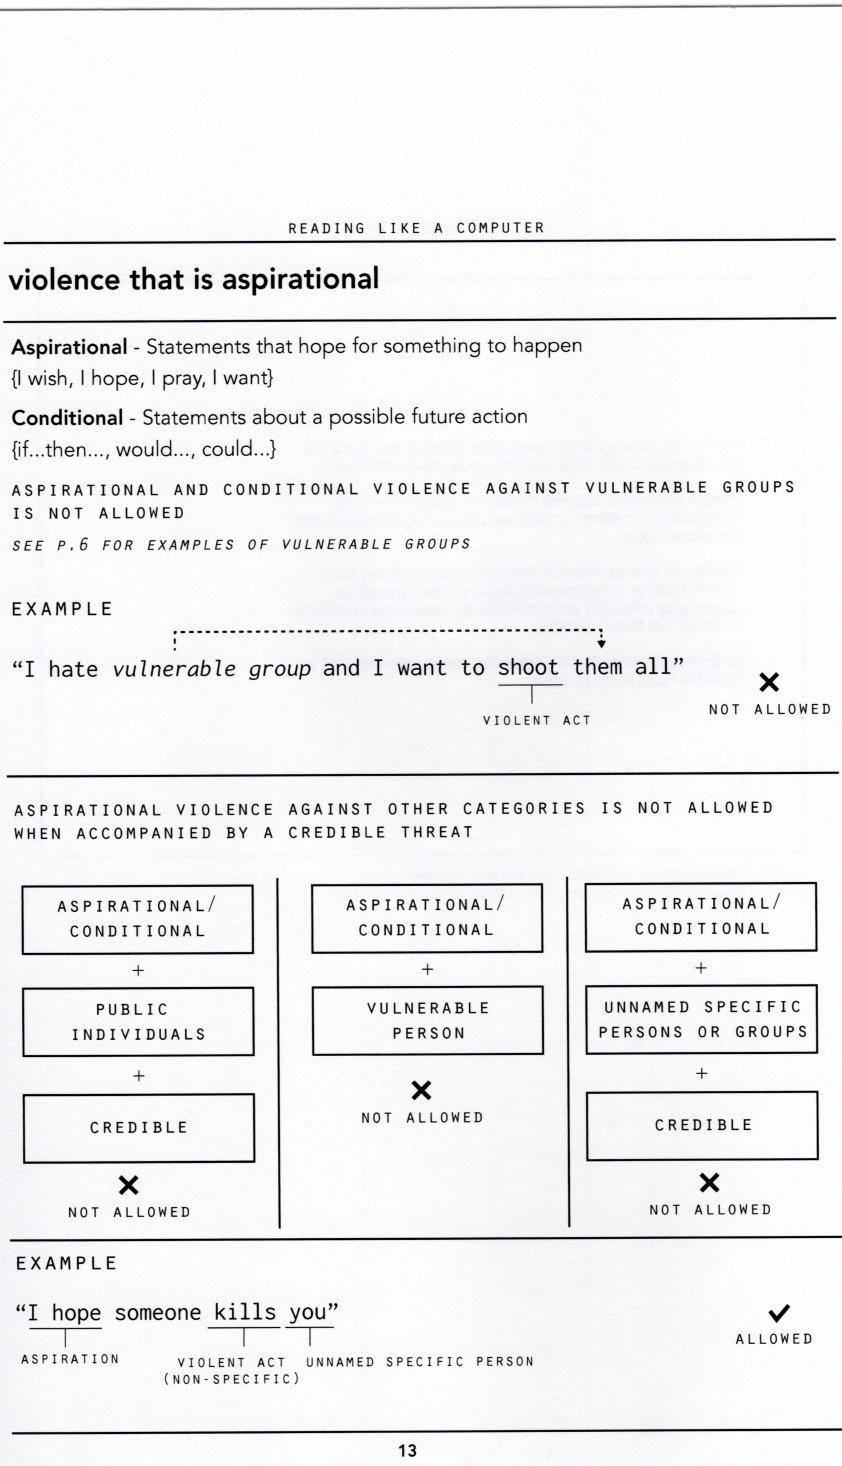 READING LIKE A COMPUTER
violence that is aspirational
Aspirational - Statements that hope for something to happen
{I wish, I hope, I pray, I want}
Conditional - Statements about a possible future action
{if...then..., would..., could...}
ASPIRATIONAL AND CONDITIONAL VIOLENCE AGAINST VULNERABLE GROUPS
IS NOT ALLOWED
SEE P.6 FOR EXAMPLES OF VULNERABLE GROUPS
EXAMPLE
“I hate vulnerable group and I want to shoot them all”
VIOLENT ACT
NOT ALLOWED
ASPIRATIONAL VIOLENCE AGAINST OTHER CATEGORIES IS NOT ALLOWED
WHEN ACCOMPANIED BY A CREDIBLE THREAT
ASPIRATIONAL/
CONDITIONAL
+
PUBLIC
INDIVIDUALS
+
CREDIBLE
NOT ALLOWED
ASPIRATIONAL/
CONDITIONAL
+
VULNERABLE
PERSON
NOT ALLOWED
ASPIRATIONAL/
CONDITIONAL
+
UNNAMED SPECIFIC
PERSONS OR GROUPS
+
CREDIBLE
NOT ALLOWED
EXAMPLE
“I hope someone kills you”
ASPIRATION
VIOLENT ACT
(NON-SPECIFIC)
UNNAMED SPECIFIC PERSON
ALLOWED
13